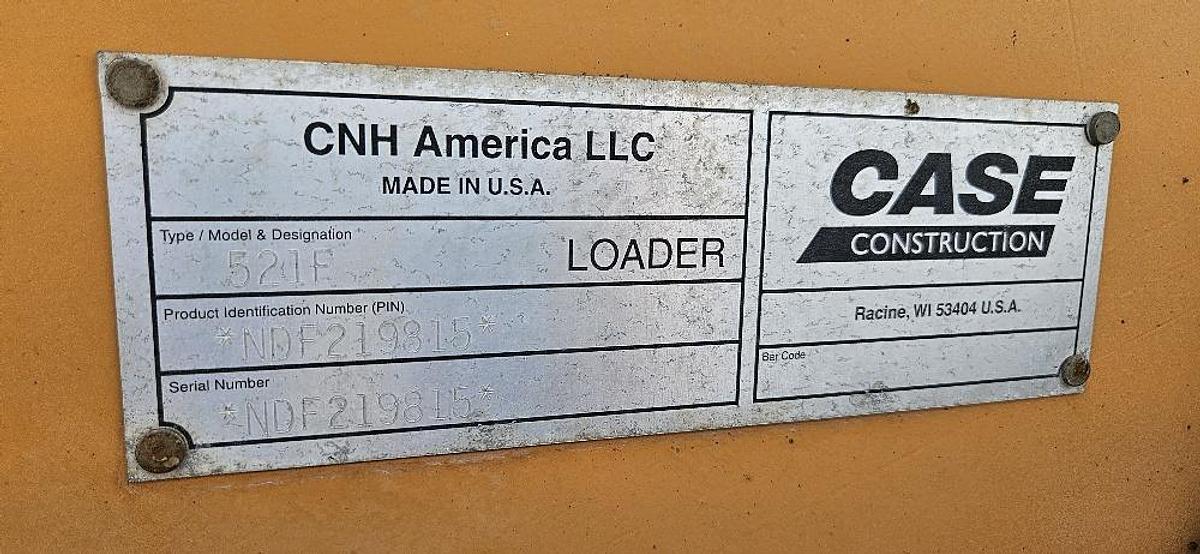 CNH America LLC
MADE IN U.S.A.
Type / Model & Designation
521F
LOADER
Product Identification Number (PIN)
*NDF219815*
Serial Number
*NDF219815*
CASE
CONSTRUCTION
Racine, WI 53404 U.S.A.
Bar Code